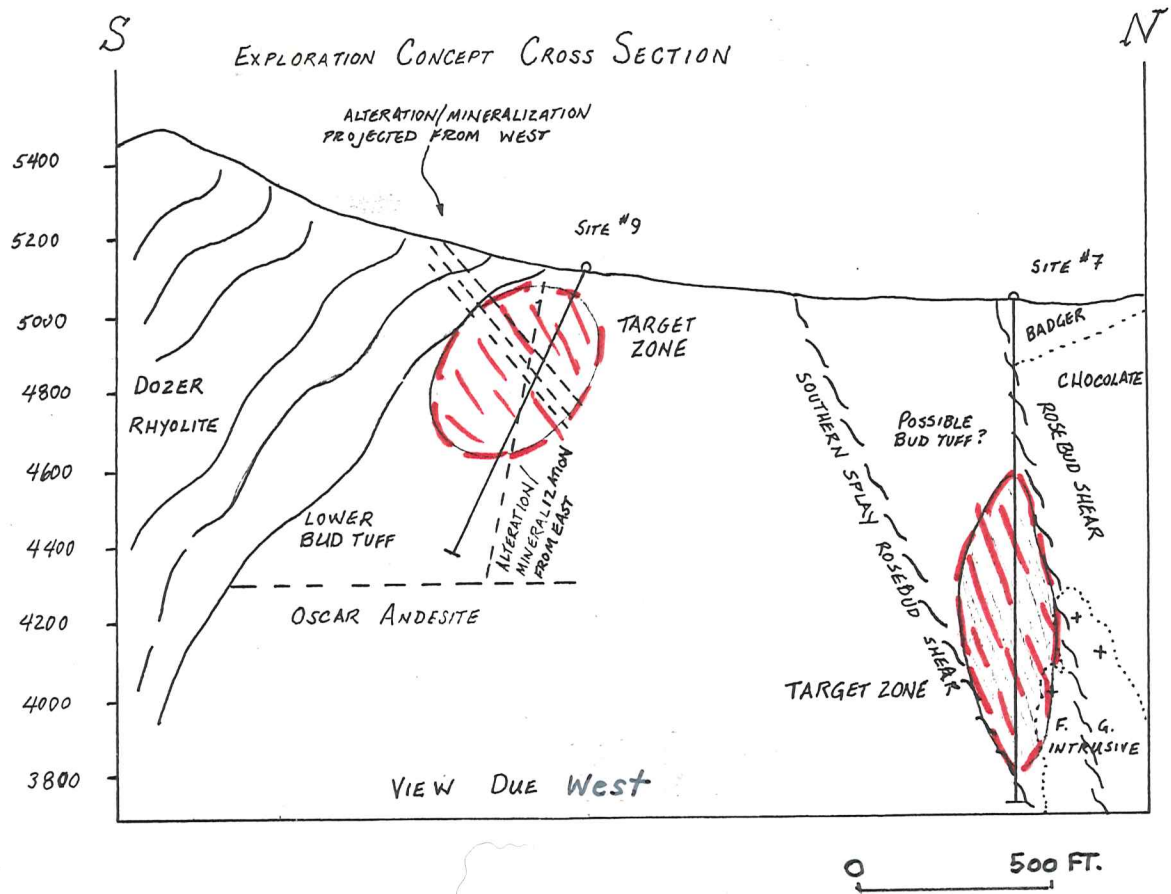 S
N
EXPLORATION CONCEPT CROSS SECTION
ALTERATION/MINERALIZATION
PROJECTED FROM WEST
5400
5200
5000
4800
4600
4400
4200
4000
3800
SITE #9
SITE #7
TARGET
ZONE
BADGER
CHOCOLATE
DOZER
RHYOLITE
POSSIBLE
BUD TUFF?
SOUTHERN SPLAY ROSEBUD SHEAR
ROSEBUD SHEAR
LOWER
BUD TUFF
ALTERATION/
MINERALIZATION
FROM EAST
OSCAR ANDESITE
TARGET ZONE
F. G.
INTRUSIVE
VIEW DUE West
0 500 FT.